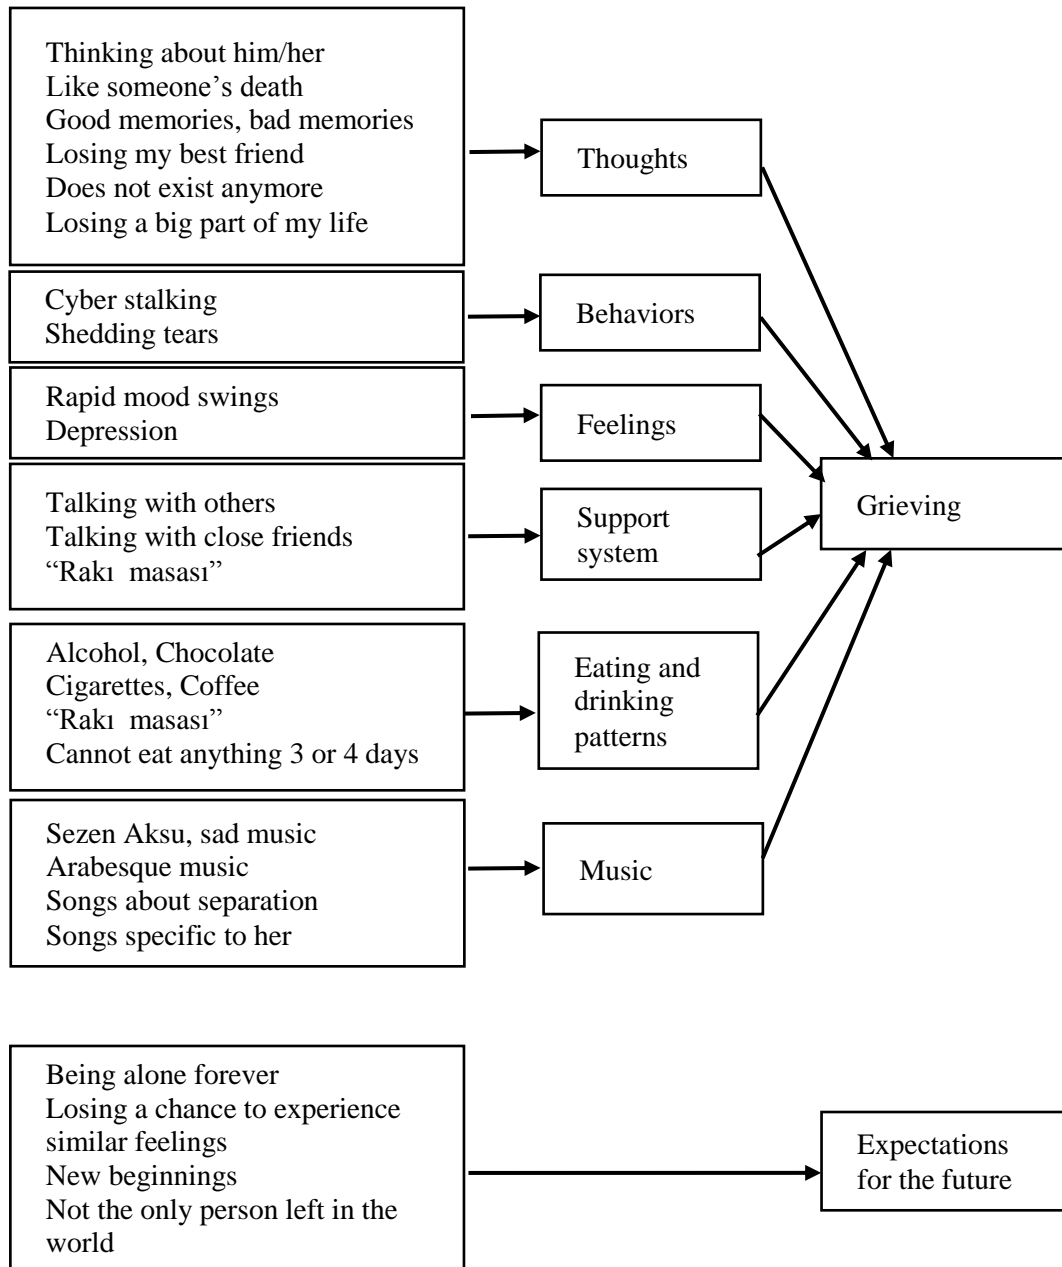 Thinking about him/her
Like someone’s death
Good memories, bad memories
Losing my best friend
Does not exist anymore
Losing a big part of my life
Thoughts
Cyber stalking
Shedding tears
Behaviors
Rapid mood swings
Depression
Feelings
Talking with others
Talking with close friends
“Rakı masası”
Support
system
Grieving
Alcohol, Chocolate
Cigarettes, Coffee
“Rakı masası”
Cannot eat anything 3 or 4 days
Eating and
drinking
patterns
Sezen Aksu, sad music
Arabesque music
Songs about separation
Songs specific to her
Music
Being alone forever
Losing a chance to experience
similar feelings
New beginnings
Not the only person left in the
world
Expectations
for the future